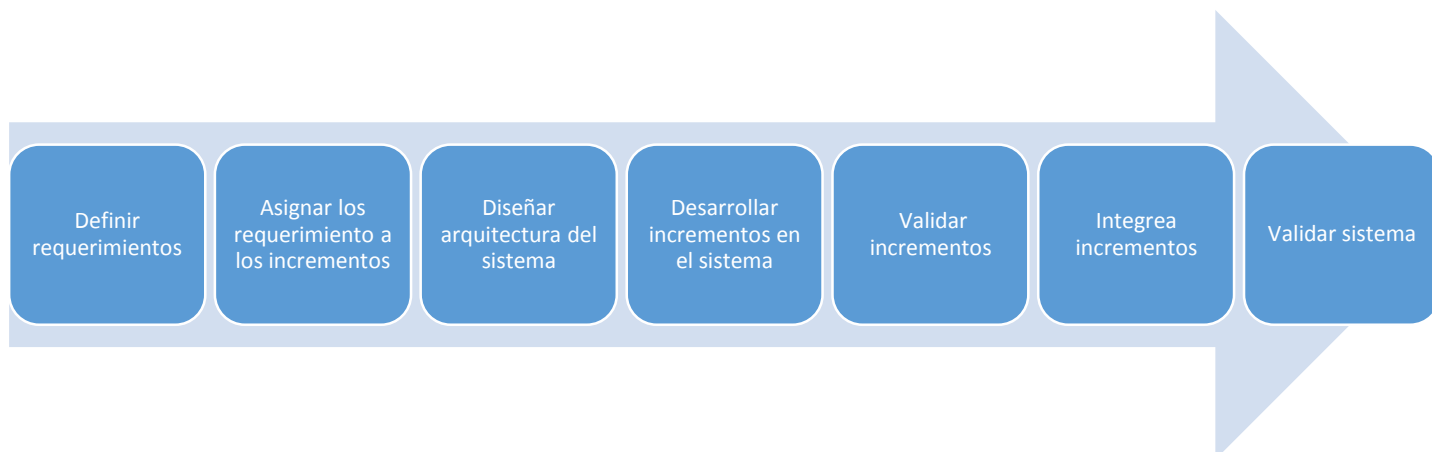 Definir
requerimientos
Asignar los
requerimiento a
los incrementos
Diseñar
arquitectura del
sistema
Desarrollar
incrementos en
el sistema
Validar
incrementos
Integrea
incrementos
Validar sistema